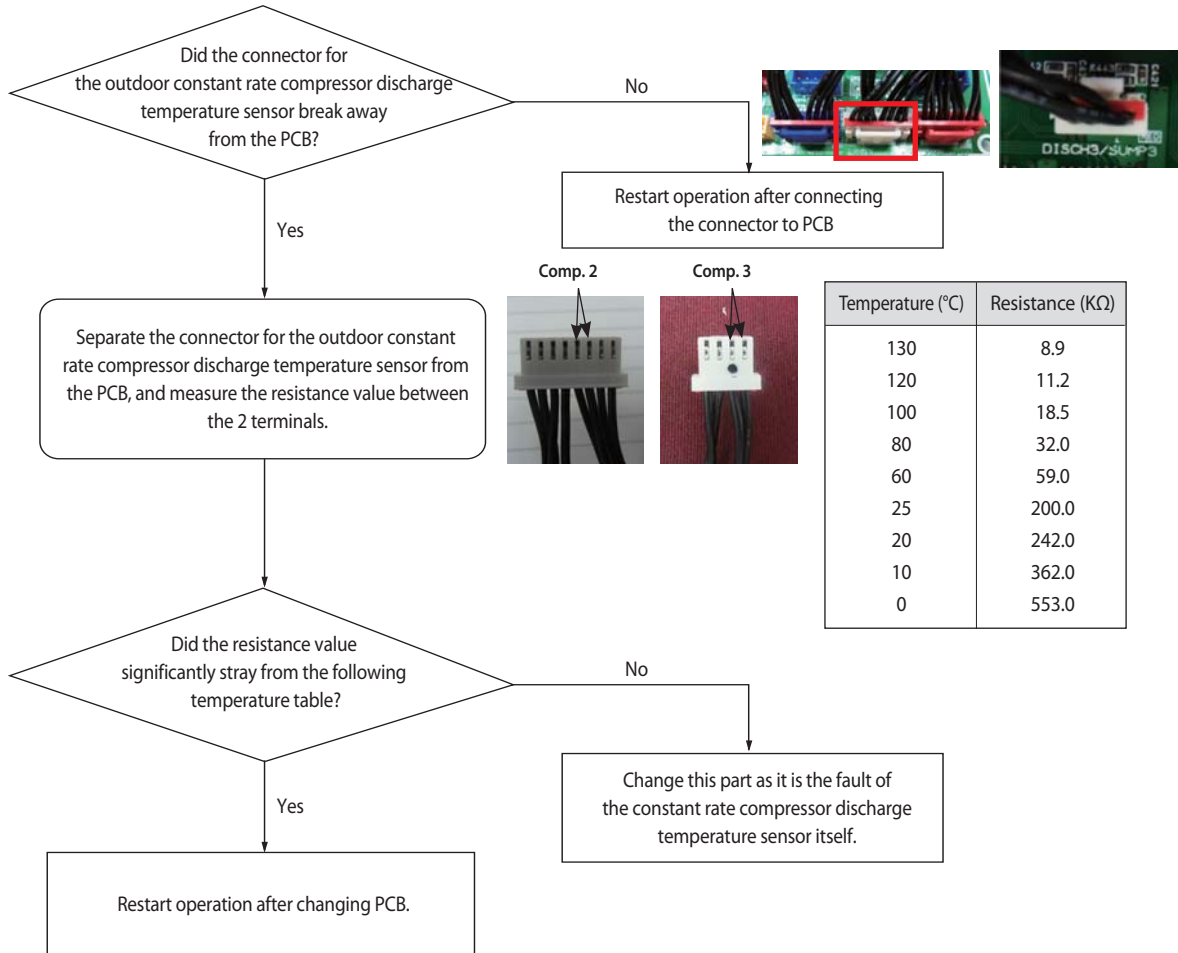 Did the connector for
the outdoor constant rate compressor discharge
temperature sensor break away
from the PCB?
No
DISCH3/SUMP3
Restart operation after connecting
the connector to PCB
Yes
Comp. 2
Comp. 3
Separate the connector for the outdoor constant
rate compressor discharge temperature sensor from
the PCB, and measure the resistance value between
the 2 terminals.
Temperature (°C) Resistance (KΩ)
130 8.9
120 11.2
100 18.5
80 32.0
60 59.0
25 200.0
20 242.0
10 362.0
0 553.0
Did the resistance value
significantly stray from the following
temperature table?
No
Yes
Change this part as it is the fault of
the constant rate compressor discharge
temperature sensor itself.
Restart operation after changing PCB.